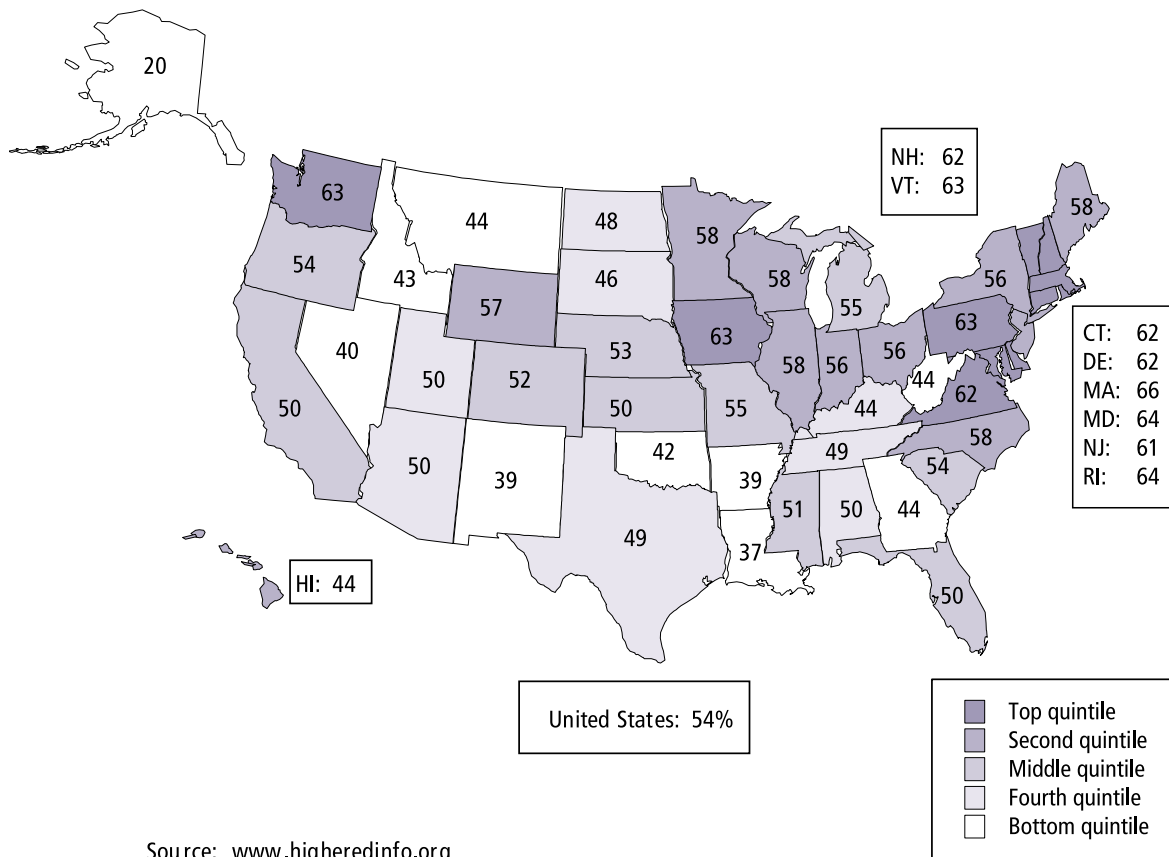 20
NH: 62
VT: 63
63
44
48
58
58
54
43
46
58
56
57
55
63
63
CT: 62
DE: 62
MA: 66
MD: 64
NJ: 61
RI: 64
40
53
58
56
56
44
50
52
62
50
50
55
44
58
50
42
49
54
39
39
51
50
44
49
37
HI: 44
50
United States: 54%
Top quintile
Second quintile
Middle quintile
Fourth quintile
Bottom quintile
Source: www.higheredinfo.org